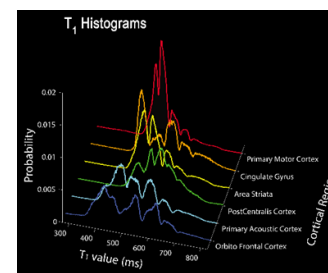 T1 Histograms
0.02
0.015
0.01
0.005
0
Probability
300
400
500
600
700
800
T1 value (ms)
Primary Motor Cortex
Cingulate Gyrus
Area Striata
PostCentralis Cortex
Primary Acoustic Cortex
Orbito Frontal Cortex
Cortical Regi